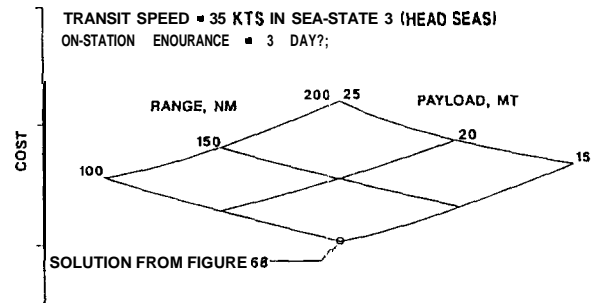 TRANSIT SPEED = 35 KTS IN SEA-STATE 3 (HEAD SEAS)
ON-STATION ENOURANCE = 3 DAY?;
200 25
RANGE, NM
PAYLOAD, MT
150
20
100
15
COST
SOLUTION FROM FIGURE 68